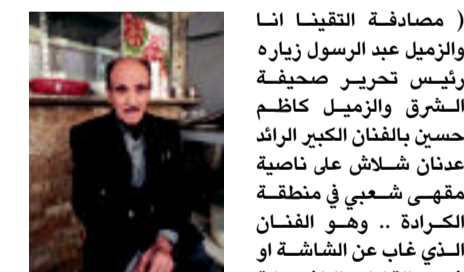 ( مصادفة التقينا انا
والزميل عبد الرسول زياره
رئيس تحرير صحيفة
الشرق والزميل كاظم
حسين بالفنان الكبير الرائد
عدنان شلاش على ناصية
مقهى شعبي في منطقة
الكرادة .. وهو الفنان
الذي غاب عن الشاشة او